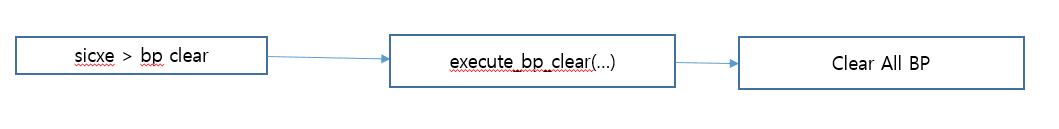 sicxe > bp clear
execute_bp_clear(...)
Clear All BP